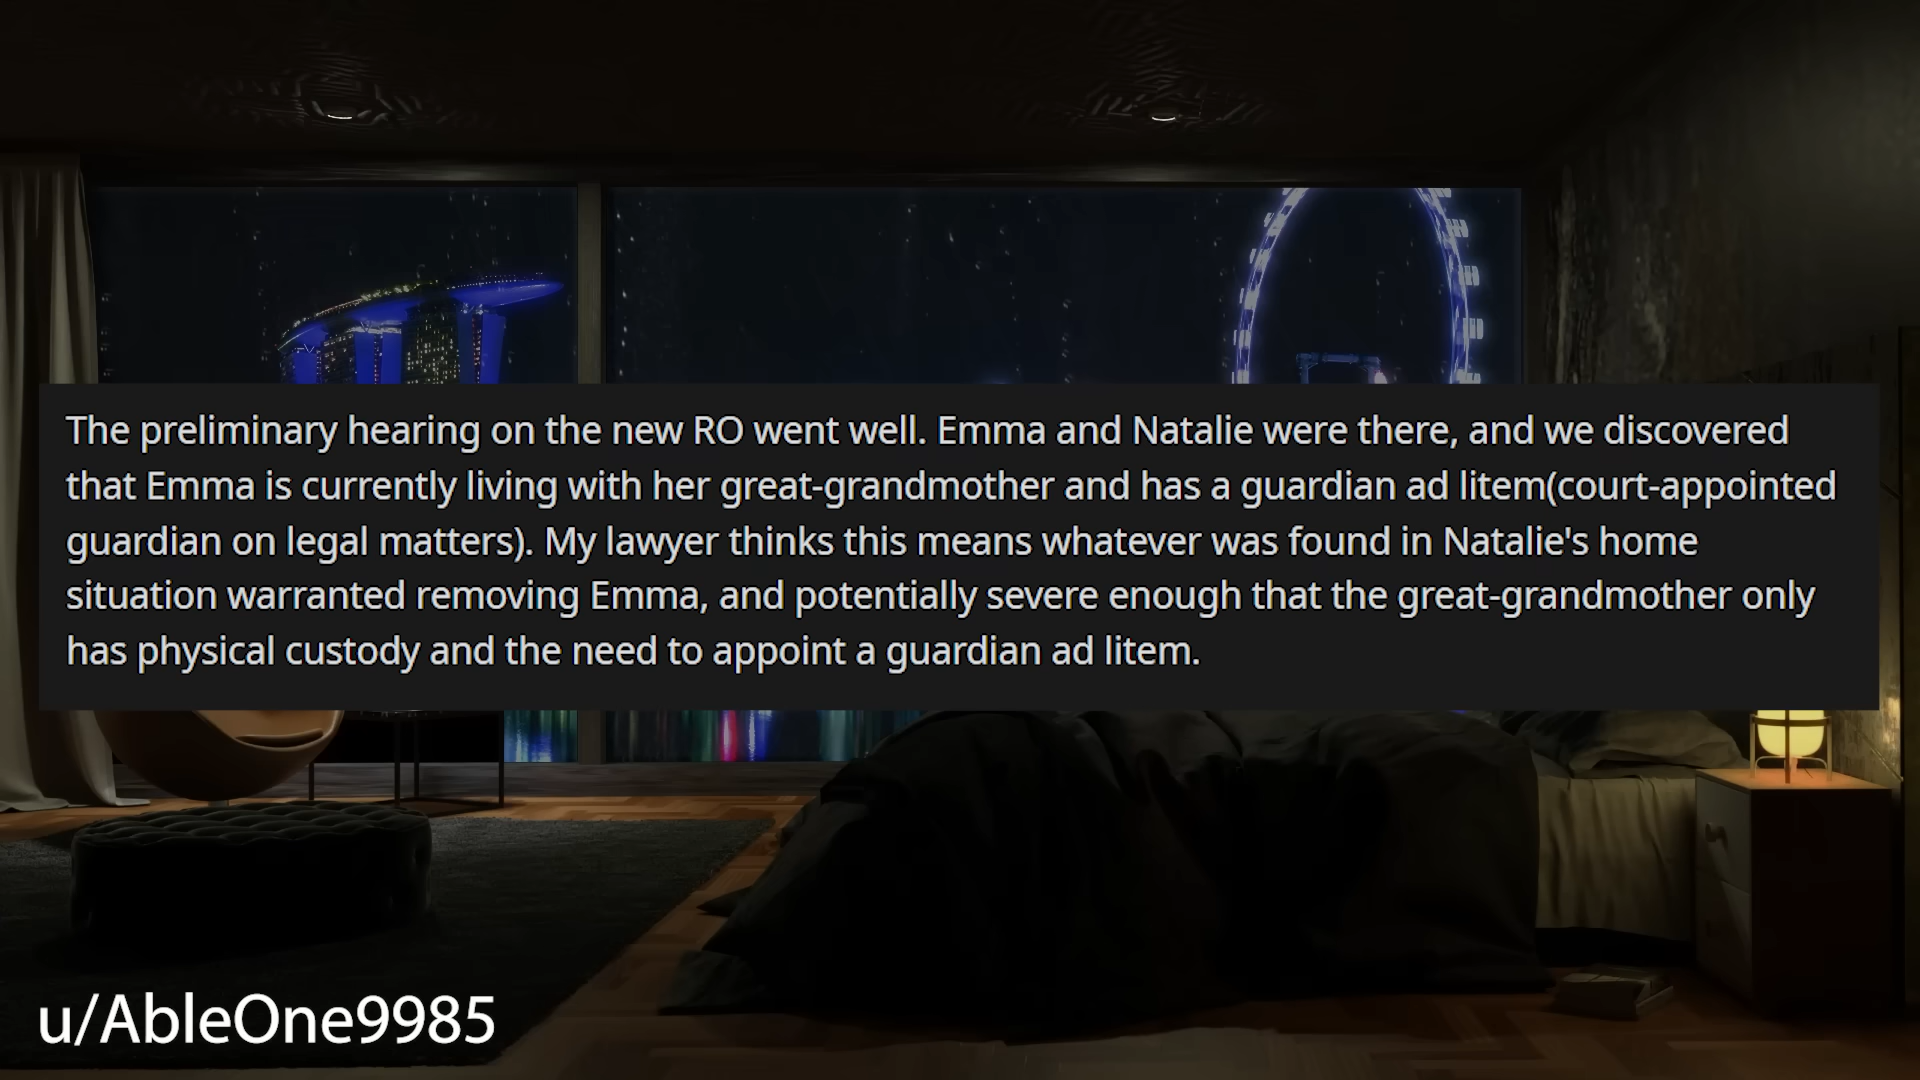 The preliminary hearing on the new RO went well. Emma and Natalie were there, and we discovered
that Emma is currently living with her great-grandmother and has a guardian ad litem(court-appointed
guardian on legal matters). My lawyer thinks this means whatever was found in Natalie's home
situation warranted removing Emma, and potentially severe enough that the great-grandmother only
has physical custody and the need to appoint a guardian ad litem.
u/AbleOne9985